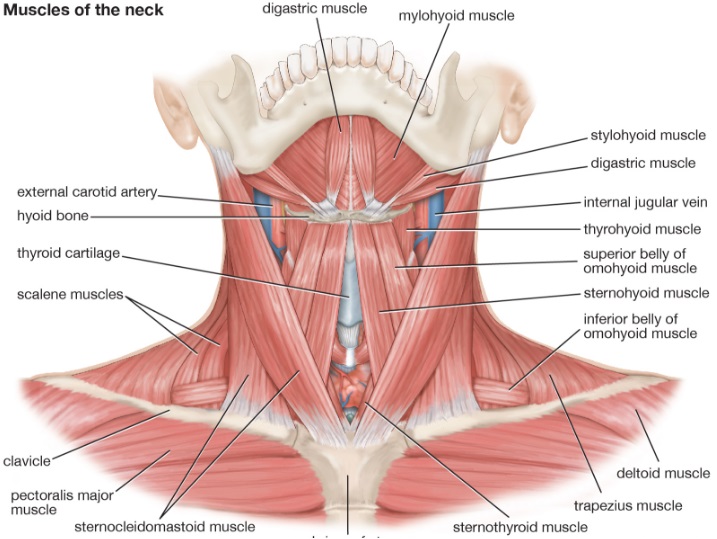 Muscles of the neck
digastric muscle
mylohyoid muscle
stylohyoid muscle
digastric muscle
external carotid artery
internal jugular vein
hyoid bone
thyrohyoid muscle
thyroid cartilage
superior belly of
omohyoid muscle
scalene muscles
sternohyoid muscle
inferior belly of
omohyoid muscle
clavicle
deltoid muscle
pectoralis major
muscle
trapezius muscle
sternocleidomastoid muscle
sternothyroid muscle